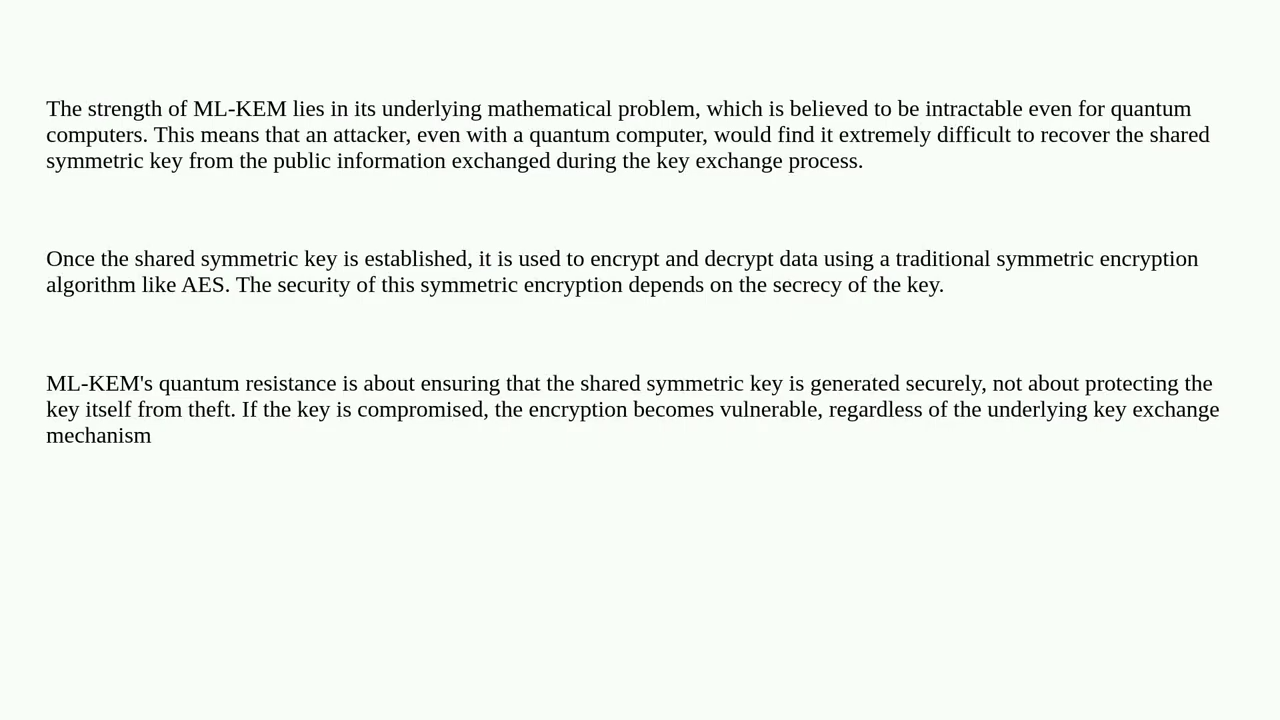 The strength of ML-KEM lies in its underlying mathematical problem, which is believed to be intractable even for quantum
computers. This means that an attacker, even with a quantum computer, would find it extremely difficult to recover the shared
symmetric key from the public information exchanged during the key exchange process.
Once the shared symmetric key is established, it is used to encrypt and decrypt data using a traditional symmetric encryption
algorithm like AES. The security of this symmetric encryption depends on the secrecy of the key.
ML-KEM's quantum resistance is about ensuring that the shared symmetric key is generated securely, not about protecting the
key itself from theft. If the key is compromised, the encryption becomes vulnerable, regardless of the underlying key exchange
mechanism